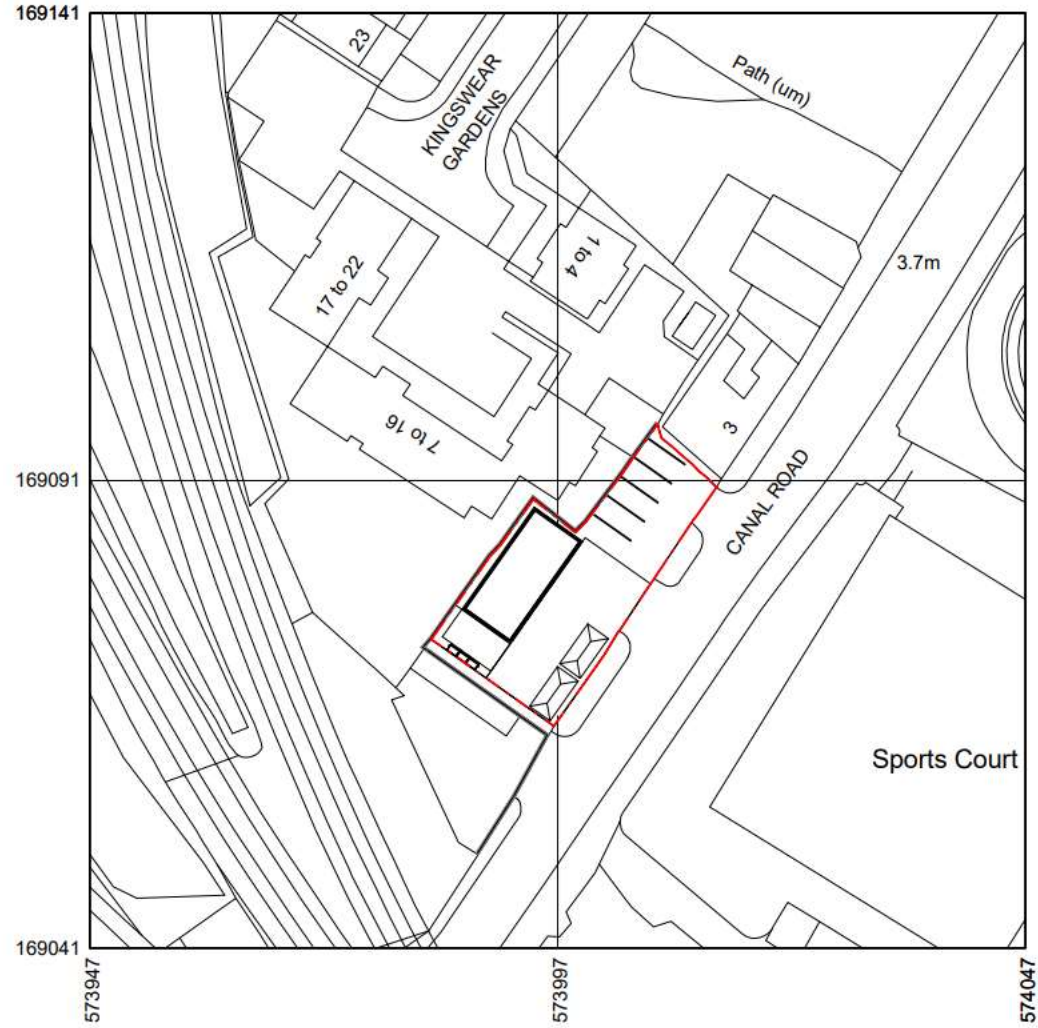 169141
23
KINGSWEAR
GARDENS
Path (um)
1 to 4
3.7m
17 to 22
7 to 16
3
169091
CANAL ROAD
Sports Court
169041
573947
573997
574047